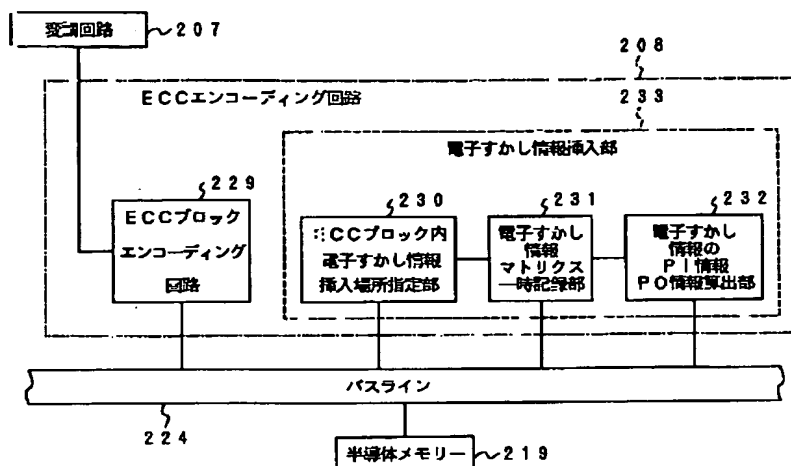 変調回路
207
208
ECCエンコーディング回路
233
電子すかし情報挿入部
229
ECCブロック
エンコーディング
回路
230
CCブロック内
電子すかし情報
挿入場所指定部
231
電子すかし
情報
マトリクス
一時記録部
232
電子すかし
情報の
PI情報
PO情報算出部
バスライン
224
半導体メモリー
219